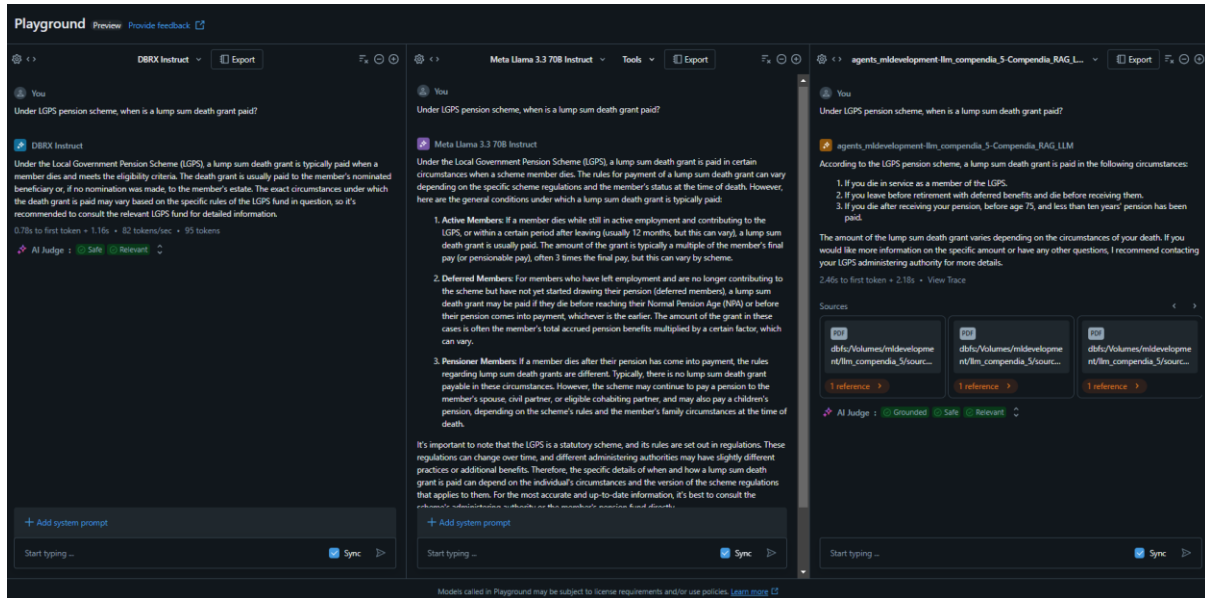 Playground Preview Provide feedback
DBRX Instruct Export
You
Under LGPS pension scheme, when is a lump sum death grant paid?
DBRX Instruct
Under the Local Government Pension Scheme (LGPS), a lump sum death grant is typically paid when a
member dies and meets the eligibility criteria. The death grant is usually paid to the member's nominated
beneficiary or, if no nomination was made, to the member's estate. The exact circumstances under which
the death grant is paid may vary based on the specific rules of the LGPS fund in question, so it's
recommended to consult the relevant LGPS fund for detailed information.
0.78s to first token • 1.16s • 82 tokens/sec • 95 tokens
AI Judge : Safe Relevant
+ Add system prompt
Start typing ... Sync
Meta Llama 3.3 70B Instruct Tools Export
You
Under LGPS pension scheme, when is a lump sum death grant paid?
Meta Llama 3.3 70B Instruct
Under the Local Government Pension Scheme (LGPS), a lump sum death grant is paid in certain
circumstances when a scheme member dies. The rules for payment of a lump sum death grant can vary
depending on the specific scheme regulations and the member's status at the time of death. However,
here are the general conditions under which a lump sum death grant is typically paid:
1. Active Members: If a member dies while still in active employment and contributing to the
LGPS, or within a certain period after leaving (usually 12 months, but this can vary), a lump sum
death grant is usually paid. The amount of the grant is typically a multiple of the member's final
pay (or pensionable pay), often 3 times the final pay, but this can vary by scheme.
2. Deferred Members: For members who have left employment and are no longer contributing to
the scheme but have not yet started drawing their pension (deferred members), a lump sum
death grant may be paid if they die before reaching their Normal Pension Age (NPA) or before
their pension comes into payment, whichever is the earlier. The amount of the grant in these
cases is often the member's total accrued pension benefits multiplied by a certain factor, which
can vary.
3. Pensioner Members: If a member dies after their pension has come into payment, the rules
regarding lump sum death grants are different. Typically, there is no lump sum death grant
payable in these circumstances. However, the scheme may continue to pay a pension to the
member's spouse, civil partner, or eligible cohabiting partner, and may also pay a children's
pension, depending on the scheme's rules and the member's family circumstances at the time of
death.
It's important to note that the LGPS is a statutory scheme, and its rules are set out in regulations. These
regulations can change over time, and different administering authorities may have slightly different
practices or additional benefits. Therefore, the specific details of when and how a lump sum death
grant is paid can depend on the individual's circumstances and the version of the scheme regulations
that applies to them. For the most accurate and up-to-date information, it's best to consult the
scheme's administering authority or the member's pension fund directly.
+ Add system prompt
Start typing ... Sync
agents_mldevelopment-llm_compendia_5-Compendia_RAG_L... Export
You
Under LGPS pension scheme, when is a lump sum death grant paid?
agents_mldevelopment-llm_compendia_5-Compendia_RAG_LLM
According to the LGPS pension scheme, a lump sum death grant is paid in the following circumstances:
1. If you die in service as a member of the LGPS.
2. If you leave before retirement with deferred benefits and die before receiving them.
3. If you die after receiving your pension, before age 75, and less than ten years' pension has been
paid.
The amount of the lump sum death grant varies depending on the circumstances of your death. If you
would like more information on the specific amount or have any other questions, I recommend contacting
your LGPS administering authority for more details.
2.46s to first token • 2.18s • View Trace
Sources
PDF
dbfs:/Volumes/mldevelopme
nt/llm_compendia_5/sourc...
1 reference
PDF
dbfs:/Volumes/mldevelopme
nt/llm_compendia_5/sourc...
1 reference
PDF
dbfs:/Volumes/mldevelopme
nt/llm_compendia_5/sourc...
1 reference
AI Judge : Grounded Safe Relevant
Start typing ... Sync
Models called in Playground may be subject to license requirements and/or use policies. Learn more